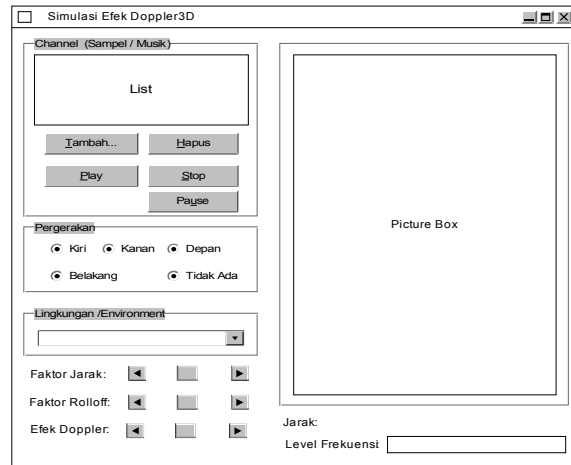 Simulasi Efek Doppler3D
Channel (Sampel / Musik)
List
Tambah...
Hapus
Play
Stop
Pause
Picture Box
Pergerakan
Kiri
Kanan
Depan
Belakang
Tidak Ada
Lingkungan /Environment
Faktor Jarak:
Faktor Rolloff:
Efek Doppler:
Jarak:
Level Frekuensi: